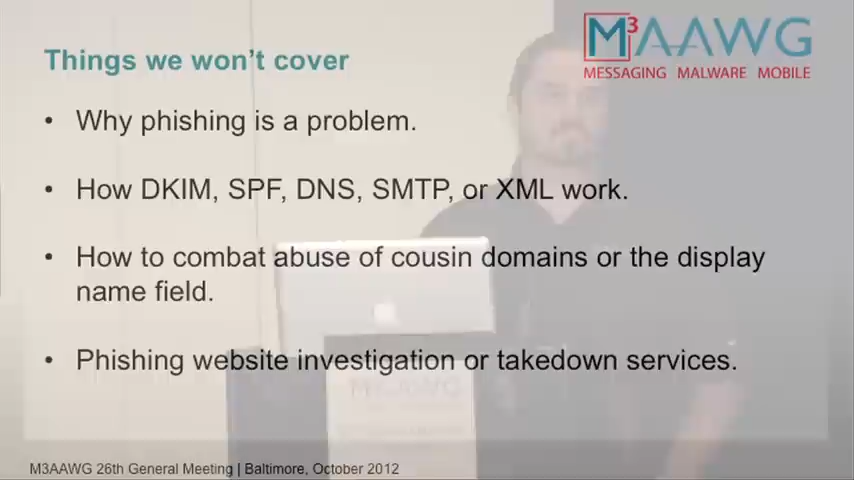 M3AAWG
MESSAGING MALWARE MOBILE
Things we won't cover
• Why phishing is a problem.
• How DKIM, SPF, DNS, SMTP, or XML work.
• How to combat abuse of cousin domains or the display
name field.
• Phishing website investigation or takedown services.
M3AAWG
M3AAWG 26th General Meeting | Baltimore, October 2012